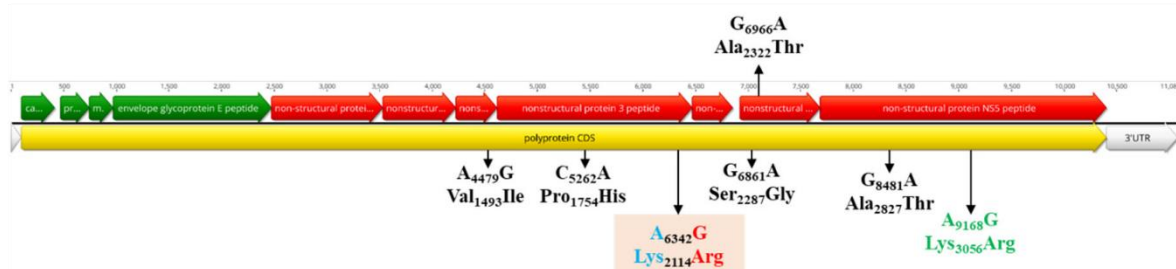 G6966A
Ala2322Thr
500 1,000 1,500 2,000 2,500 3,000 3,500 4,000 4,500 5,000 5,500 6,000 6,500 7,000 7,500 8,000 8,500 9,000 9,500 10,000 10,500 11,0
ca... pr... m. envelope glycoprotein E peptide non-structural protei... nonstructur... nons... nonstructural protein 3 peptide non-... nonstructural ... non-structural protein NS5 peptide
polyprotein CDS 3'UTR
A4479G C5262A G6861A G8481A A9168G
Val1493Ile Pro1754His Ser2287Gly Ala2827Thr Lys3056Arg
A6342G
Lys2114Arg